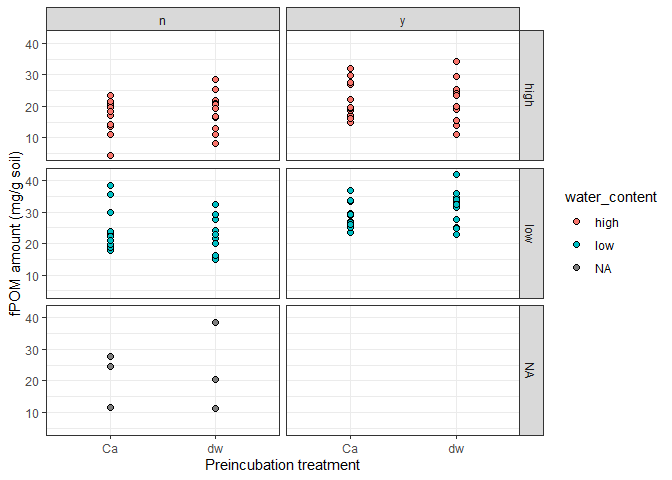 n y
40
30
20
10
high
40
30
20
10
low
40
30
20
10
NA
Ca dw Ca dw
Preincubation treatment
fPOM amount (mg/g soil)
water_content
high
low
NA